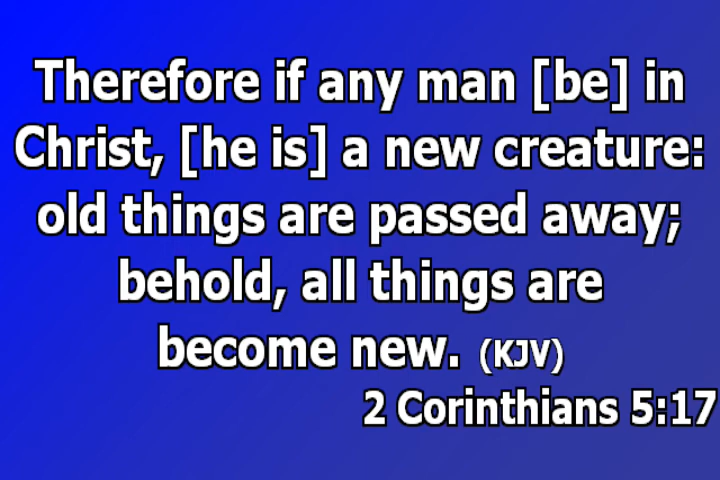 Therefore if any man [be] in
Christ, [he is] a new creature:
old things are passed away;
behold, all things are
become new. (KJV)
2 Corinthians 5:17